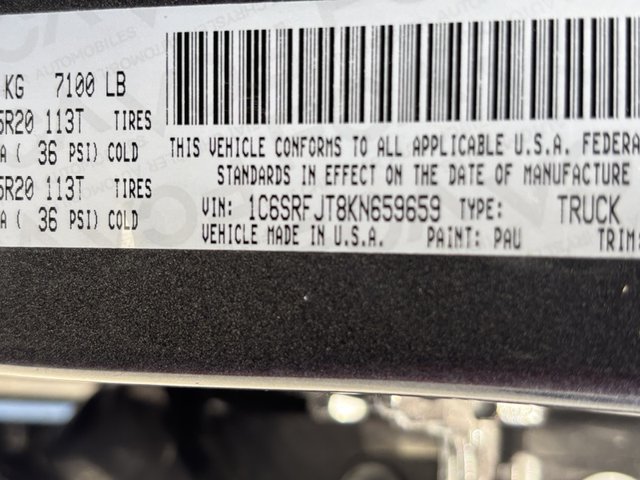 KG 7100 LB
5R20 113T TIRES
A ( 36 PSI) COLD
5R20 113T TIRES
A ( 36 PSI) COLD
THIS VEHICLE CONFORMS TO ALL APPLICABLE U.S.A. FEDERA
STANDARDS IN EFFECT ON THE DATE OF MANUFACTURE
VIN: 1C6SRFJT8KN659659 TYPE: TRUCK
VEHICLE MADE IN U.S.A. PAINT: PAU TRIM: